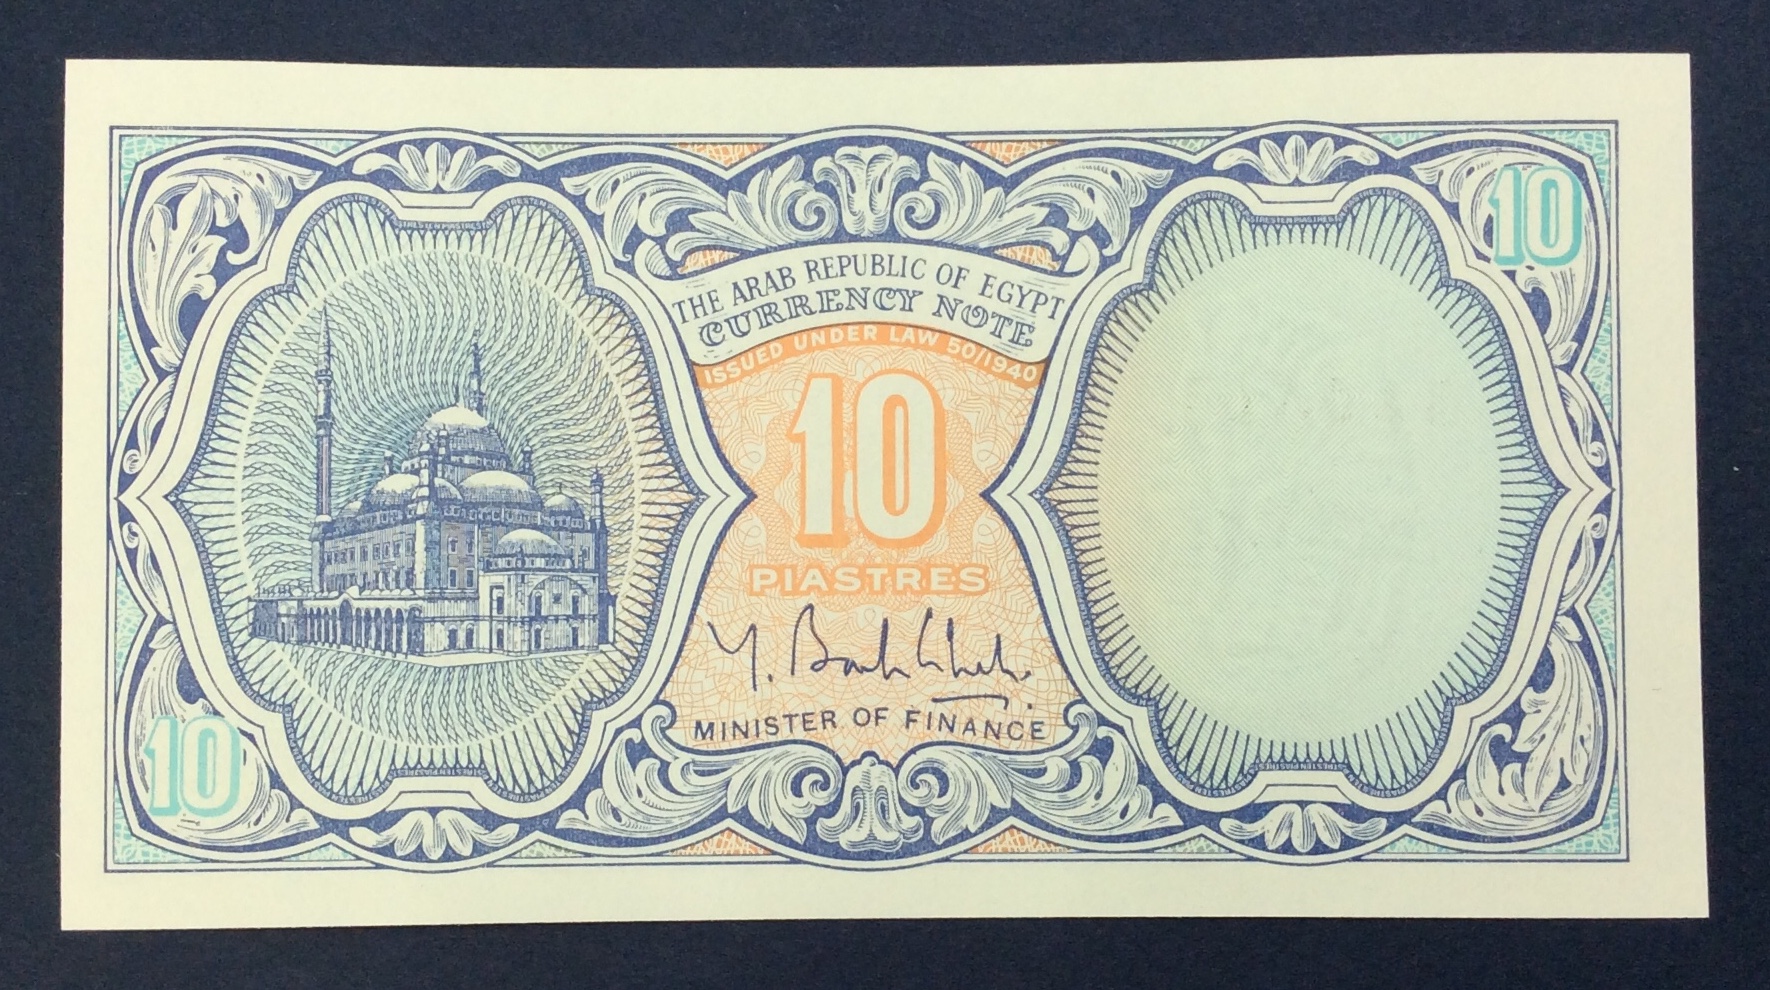 10
THE ARAB REPUBLIC OF EGYPT
CURRENCY NOTE
ISSUED UNDER LAW 50/1940
10
PIASTRES
MINISTER OF FINANCE
10